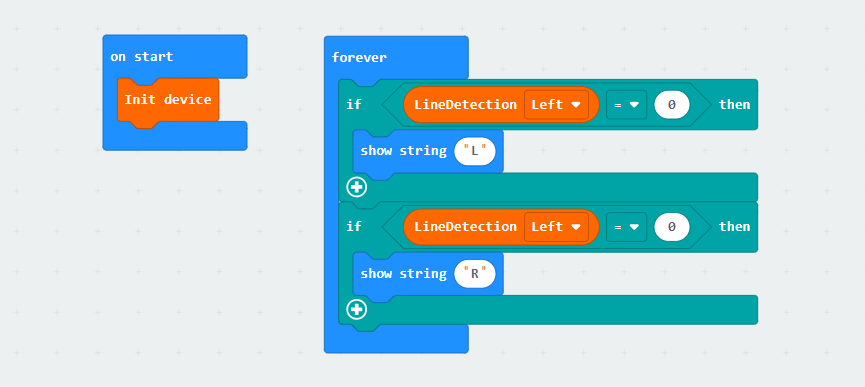 on start
Init device
forever
if LineDetection Left = 0 then
show string "L"
if LineDetection Left = 0 then
show string "R"